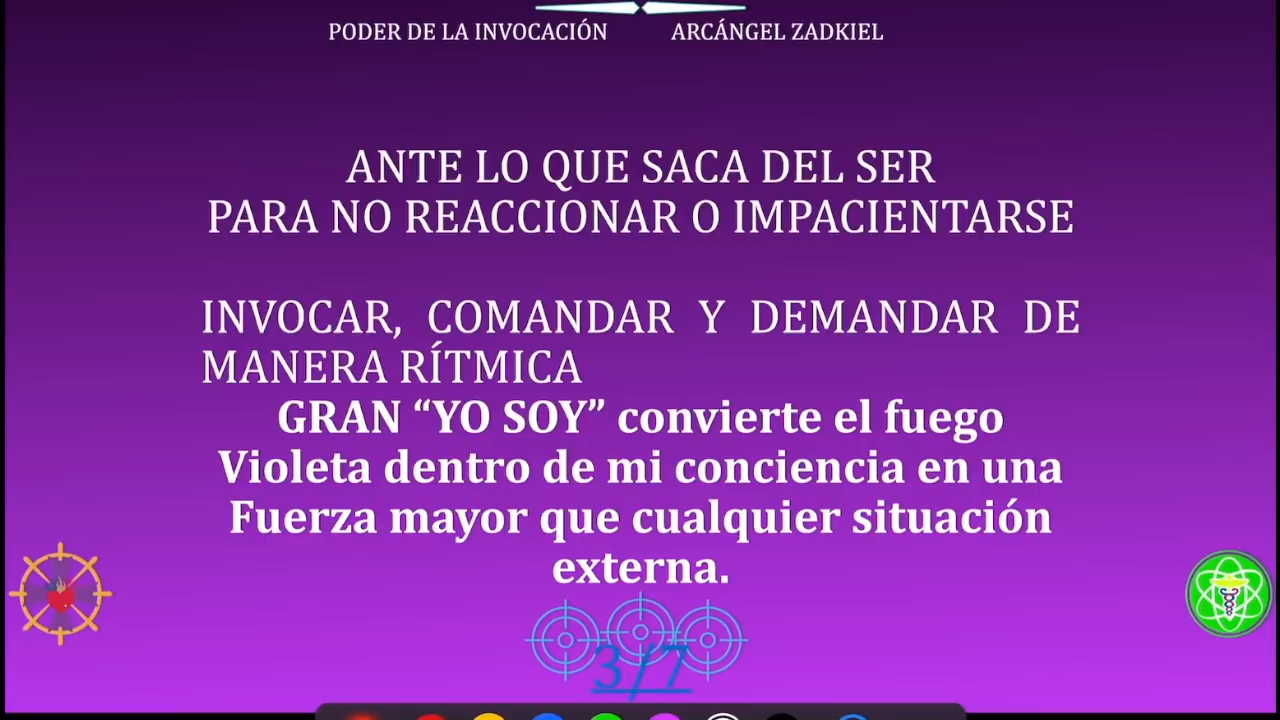 PODER DE LA INVOCACIÓN ARCÁNGEL ZADKIEL
ANTE LO QUE SACA DEL SER
PARA NO REACCIONAR O IMPACIENTARSE
INVOCAR, COMANDAR Y DEMANDAR DE
MANERA RÍTMICA
GRAN “YO SOY” convierte el fuego
Violeta dentro de mi conciencia en una
Fuerza mayor que cualquier situación
externa.
3/7